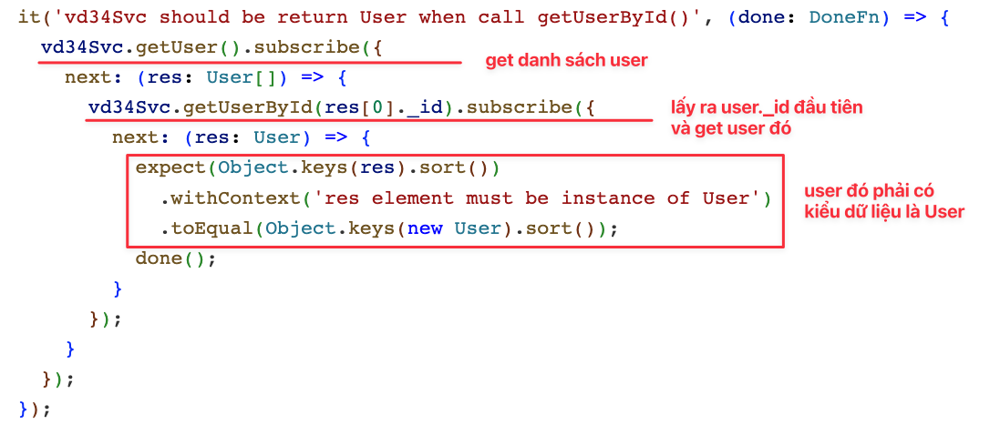 it('vd34Svc should be return User when call getUserById()', (done: DoneFn) => {
vd34Svc.getUser().subscribe({
get danh sách user
next: (res: User[]) => {
vd34Svc.getUserById(res[0]._id).subscribe({
lấy ra user._id đầu tiên
và get user đó
next: (res: User) => {
expect(Object.keys(res).sort())
.withContext('res element must be instance of User')
.toEqual(Object.keys(new User).sort());
user đó phải có
kiểu dữ liệu là User
done();
}
});
}
});
});